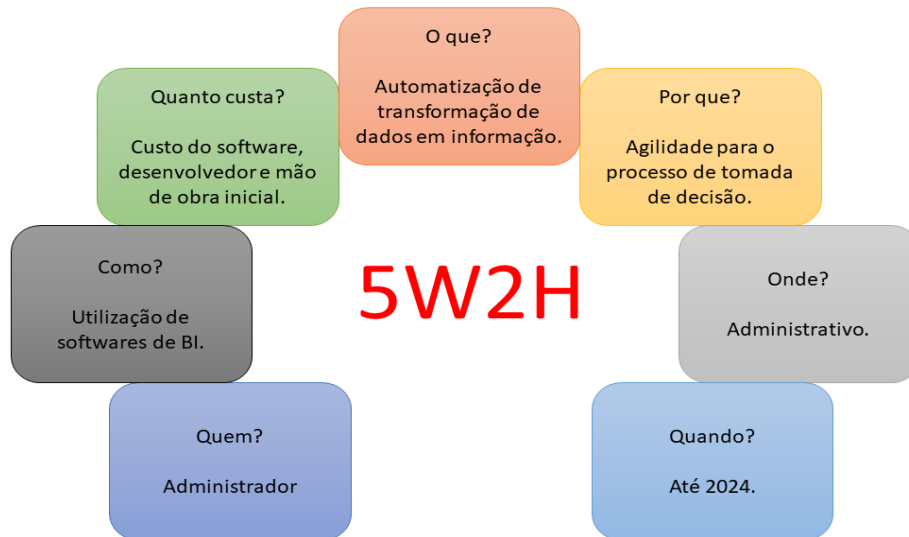 O que?
Automatização de
transformação de
dados em informação.
Por que?
Agilidade para o
processo de tomada
de decisão.
Onde?
Administrativo.
Quando?
Até 2024.
Quem?
Administrador
Como?
Utilização de
softwares de BI.
Quanto custa?
Custo do software,
desenvolvedor e mão
de obra inicial.
5W2H